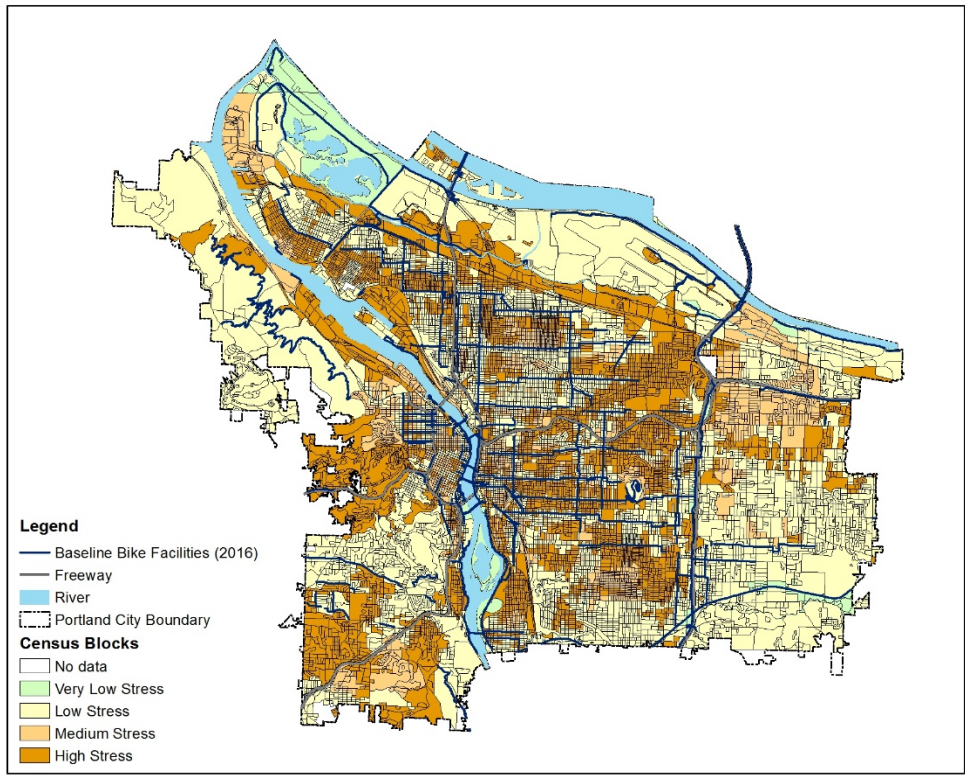 Legend
Baseline Bike Facilities (2016)
Freeway
River
Portland City Boundary
Census Blocks
No data
Very Low Stress
Low Stress
Medium Stress
High Stress